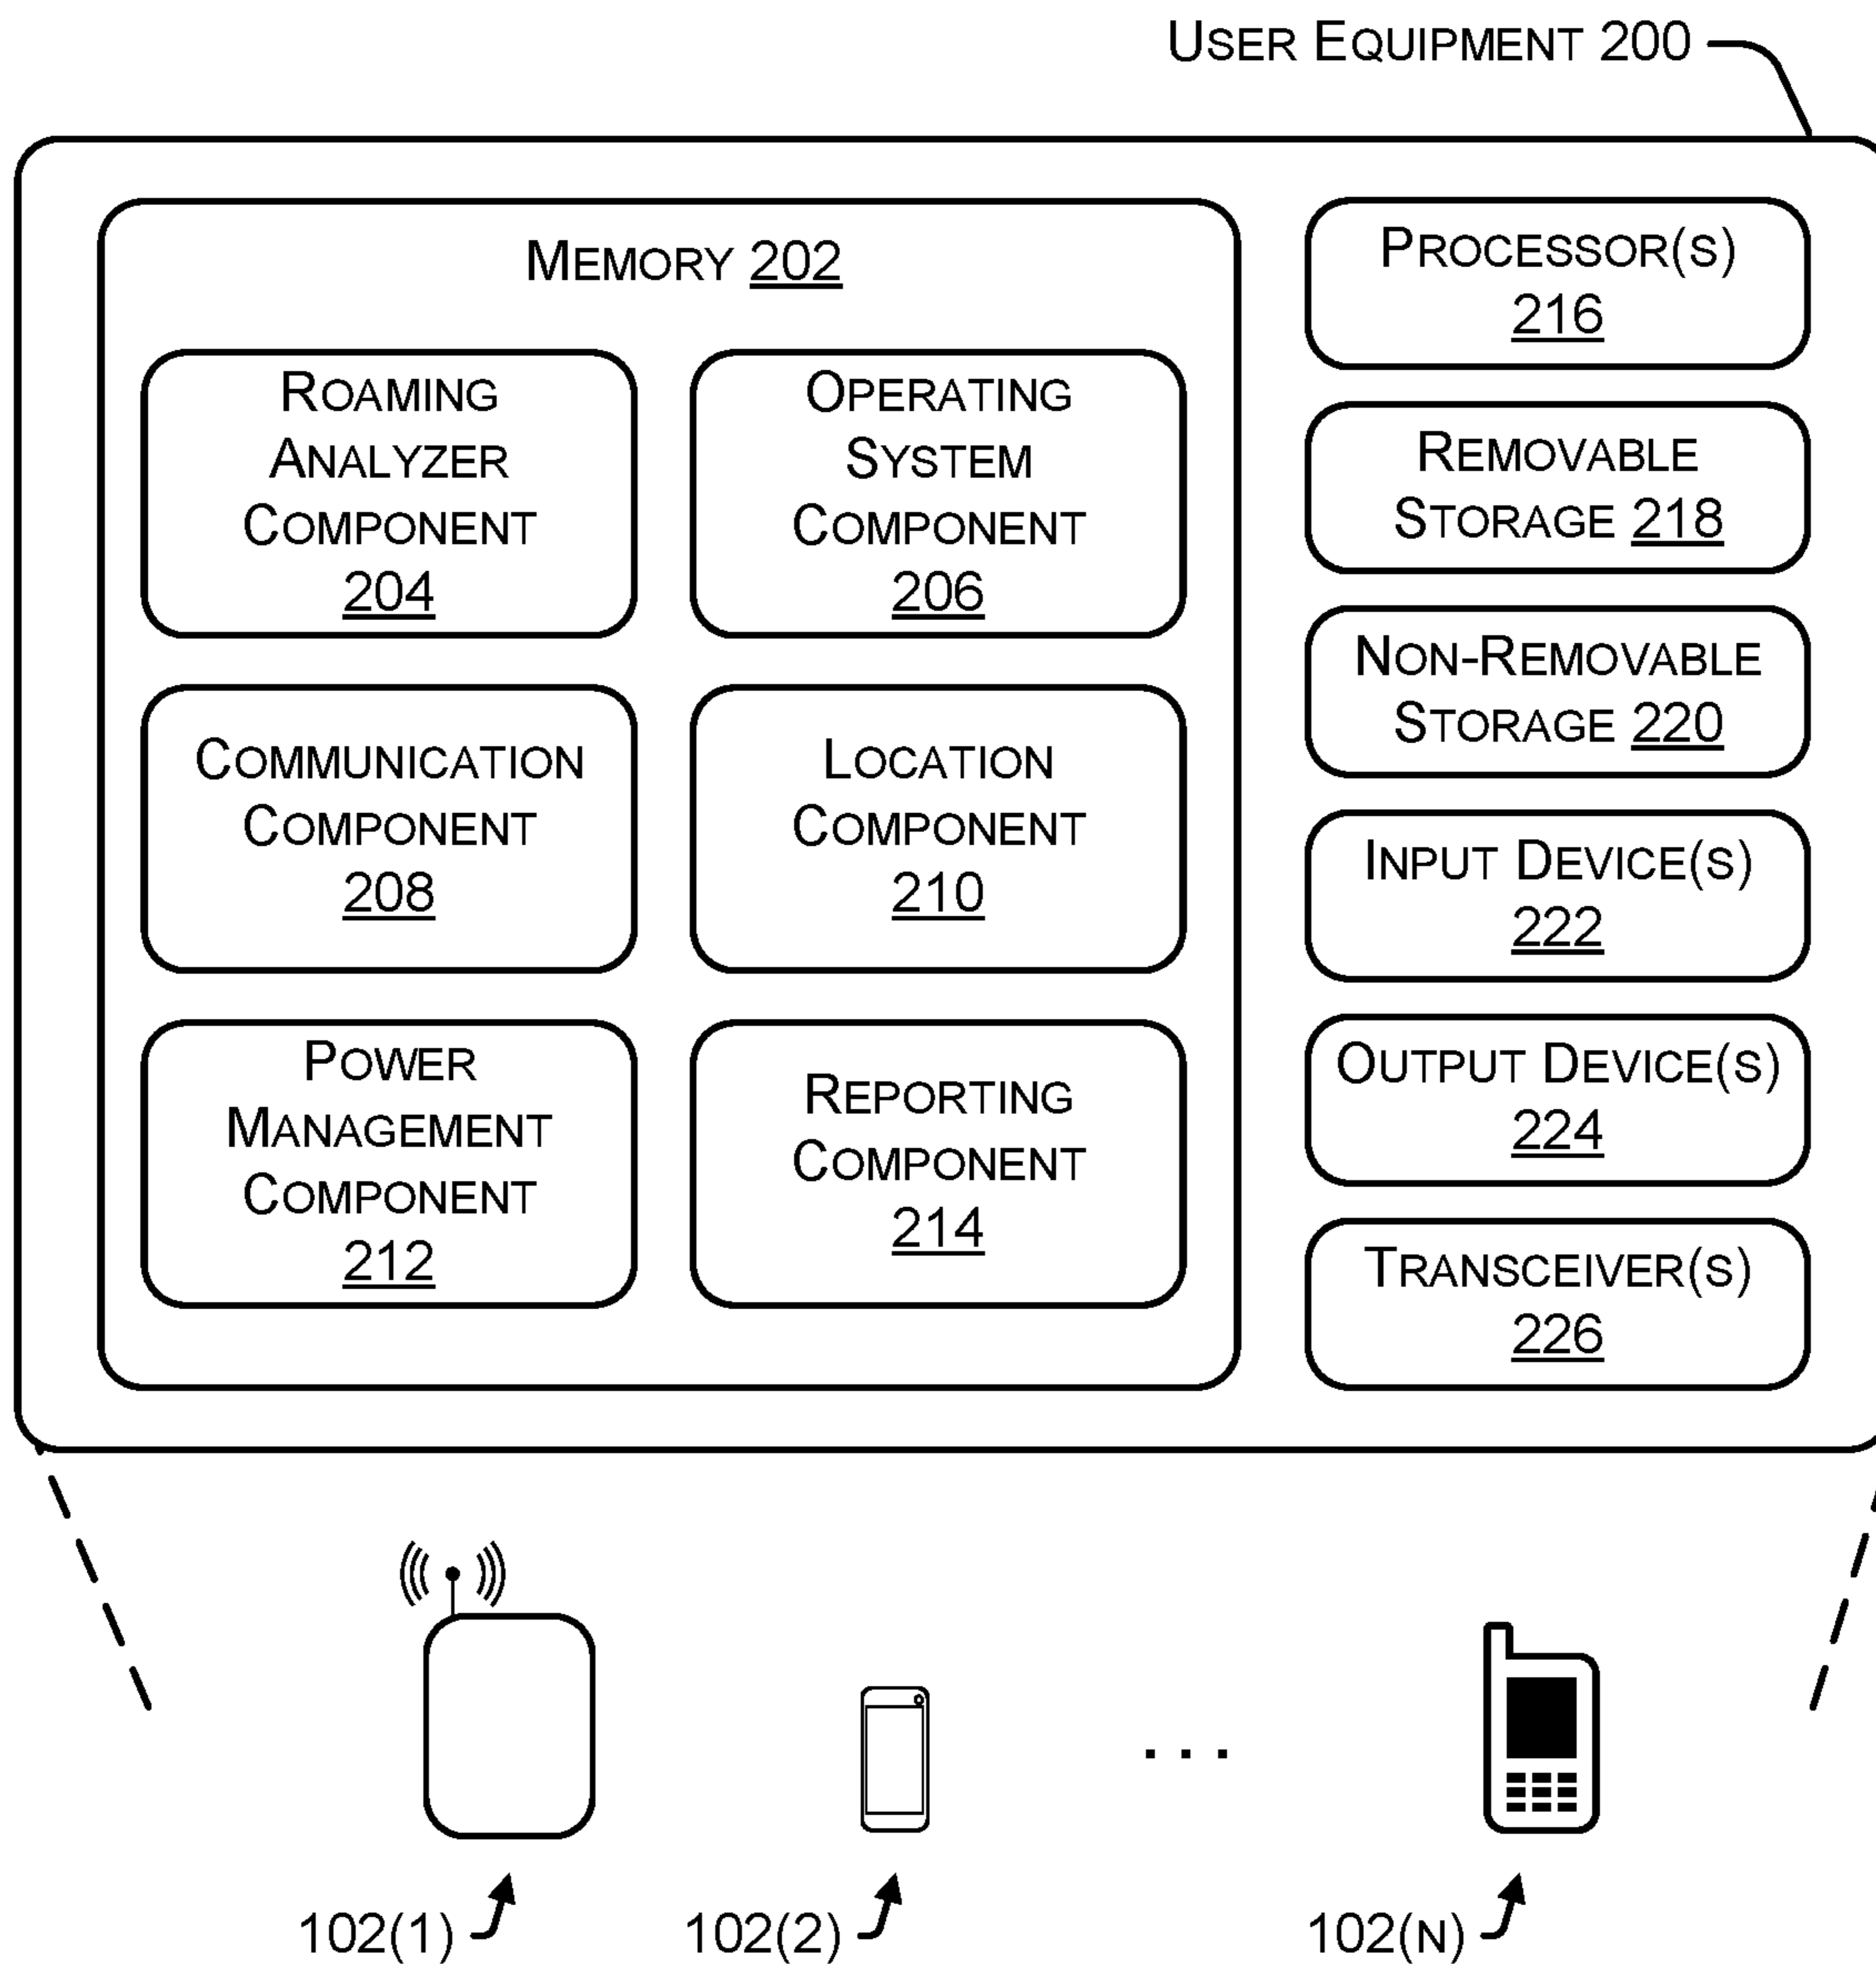 USER EQUIPMENT 200
MEMORY 202
ROAMING
ANALYZER
COMPONENT
204
OPERATING
SYSTEM
COMPONENT
206
COMMUNICATION
COMPONENT
208
LOCATION
COMPONENT
210
POWER
MANAGEMENT
COMPONENT
212
REPORTING
COMPONENT
214
PROCESSOR(S)
216
REMOVABLE
STORAGE 218
NON-REMOVABLE
STORAGE 220
INPUT DEVICE(S)
222
OUTPUT DEVICE(S)
224
TRANSCEIVER(S)
226
. . .
102(1)
102(2)
102(N)